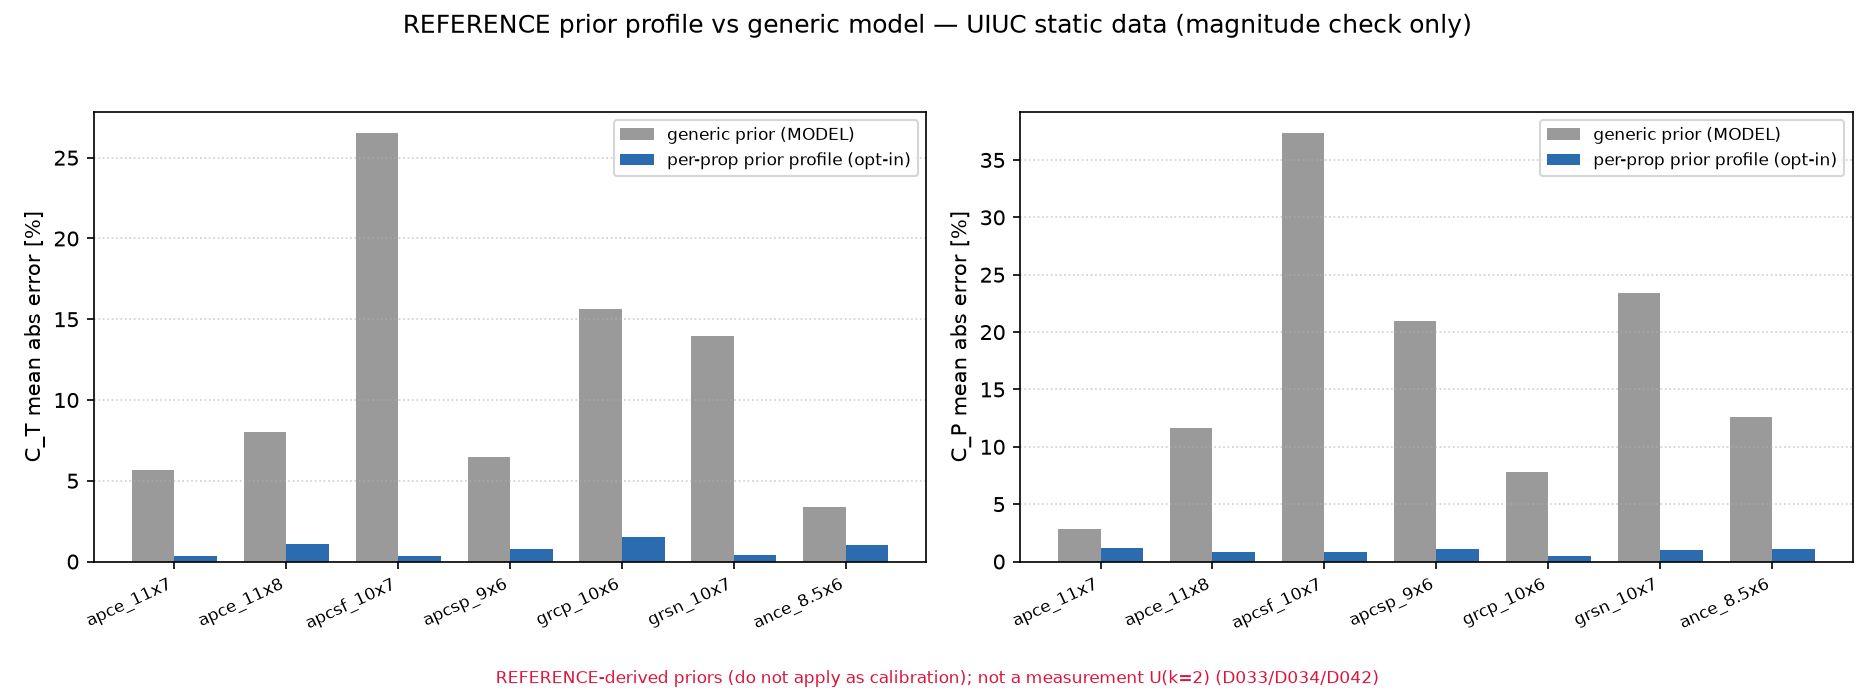 REFERENCE prior profile vs generic model — UIUC static data (magnitude check only)
C_T mean abs error [%]
25
20
15
10
5
0
generic prior (MODEL)
per-prop prior profile (opt-in)
apce_11x7
apce_11x8
apcsf_10x7
apcsp_9x6
grcp_10x6
grsn_10x7
ance_8.5x6
C_P mean abs error [%]
35
30
25
20
15
10
5
0
generic prior (MODEL)
per-prop prior profile (opt-in)
apce_11x7
apce_11x8
apcsf_10x7
apcsp_9x6
grcp_10x6
grsn_10x7
ance_8.5x6
REFERENCE-derived priors (do not apply as calibration); not a measurement U(k=2) (D033/D034/D042)